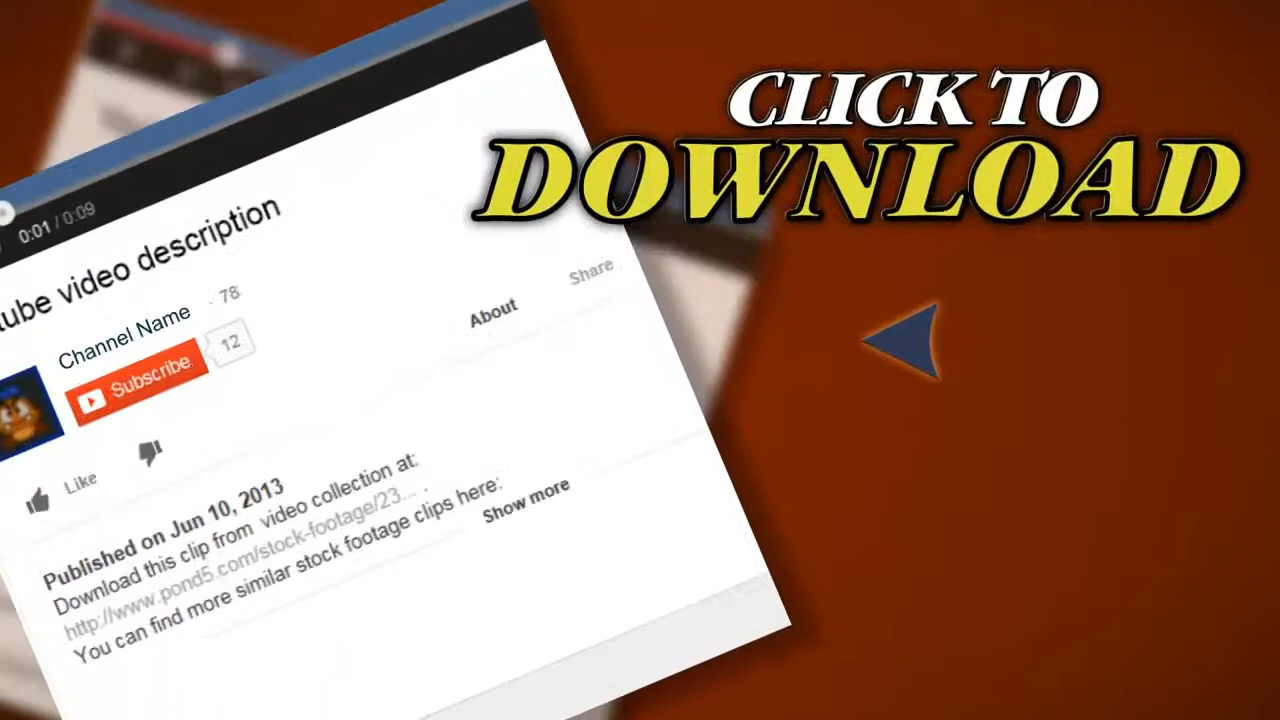 CLICK TO
DOWNLOAD
0:01 / 0:09
tube video description
Channel Name
78
Subscribe
12
About
Share
Like
Published on Jun 10, 2013
Download this clip from video collection at:
http://www.pond5.com/stock-footage/23... .
You can find more similar stock footage clips here:
Show more